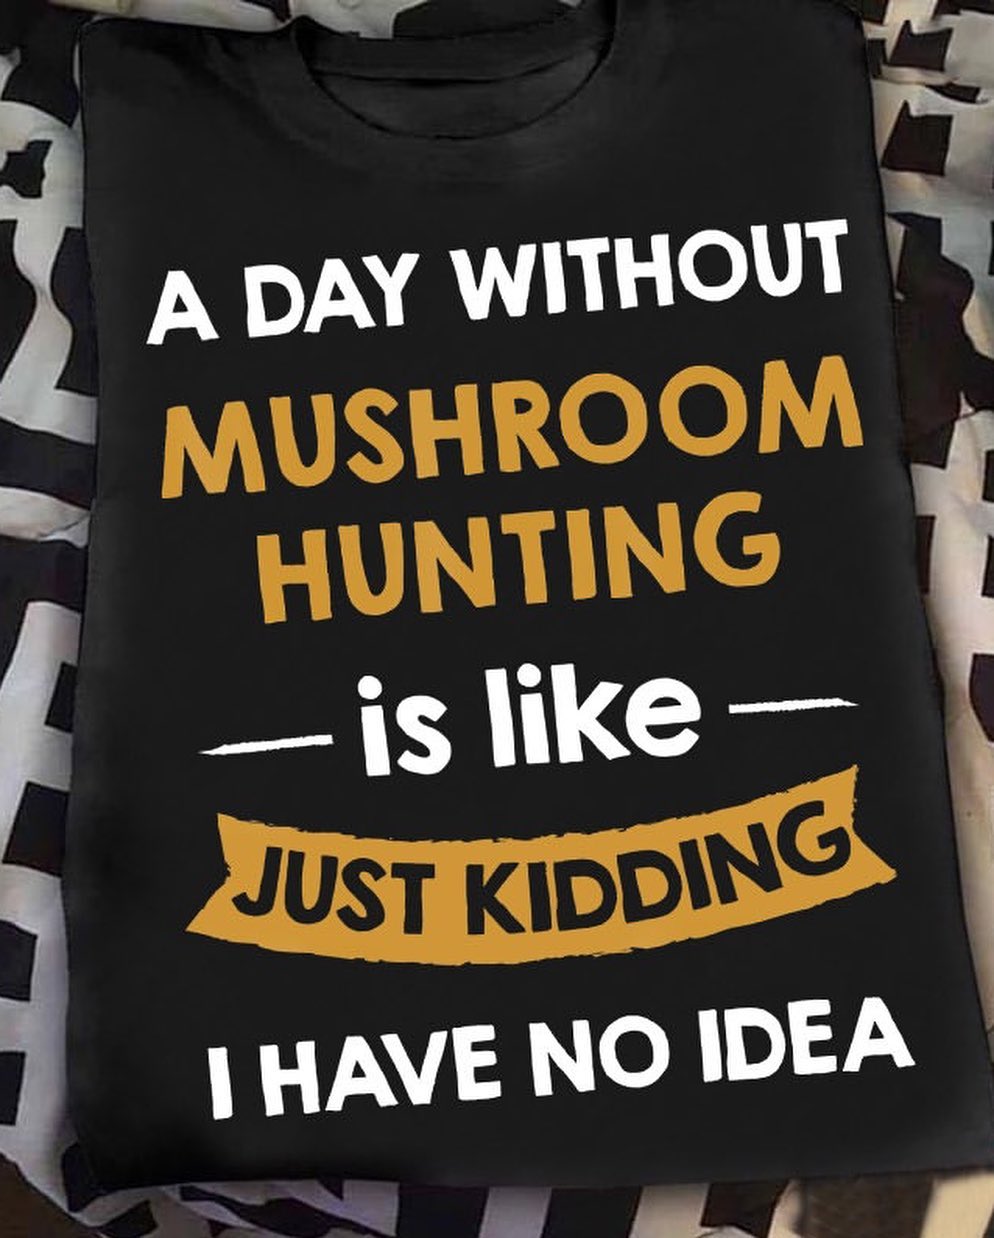 A DAY WITHOUT
MUSHROOM
HUNTING
is like
JUST KIDDING
I HAVE NO IDEA